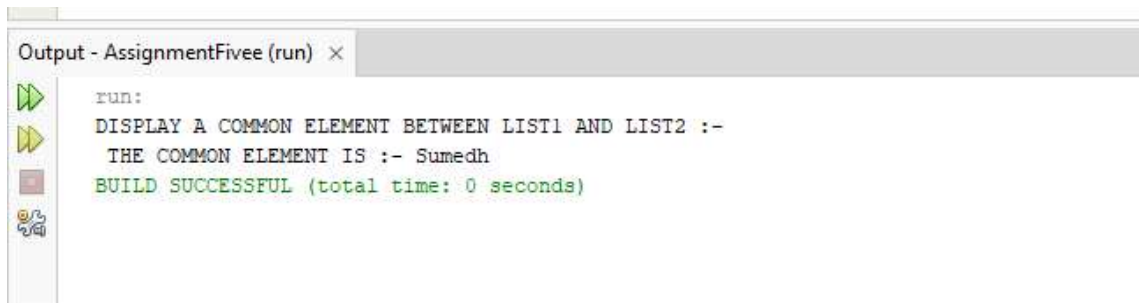 Output - AssignmentFivee (run) ×
run:
DISPLAY A COMMON ELEMENT BETWEEN LIST1 AND LIST2 :-
THE COMMON ELEMENT IS :- Sumedh
BUILD SUCCESSFUL (total time: 0 seconds)